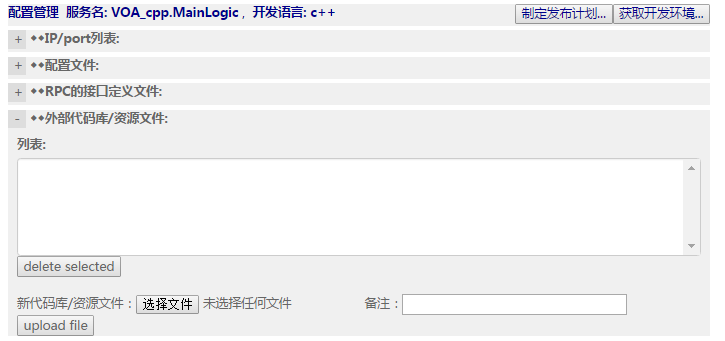 配置管理 服务名: VOA_cpp.MainLogic , 开发语言: c++ 制定发布计划... 获取开发环境...
+ ◆◆IP/port列表:
+ ◆◆配置文件:
+ ◆◆RPC的接口定义文件:
- ◆◆外部代码库/资源文件:
列表:
delete selected
新代码库/资源文件：选择文件 未选择任何文件 备注：
upload file